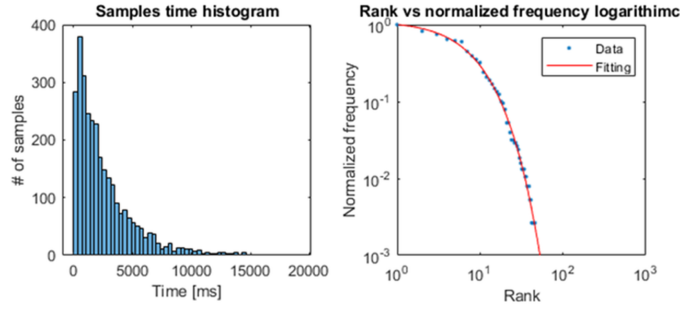 Samples time histogram
400
300
200
100
0
# of samples
0 5000 10000 15000 20000
Time [ms]
Rank vs normalized frequency logarithmc
10^0
10^-1
10^-2
10^-3
Normalized frequency
Data
Fitting
10^0 10^1 10^2 10^3
Rank